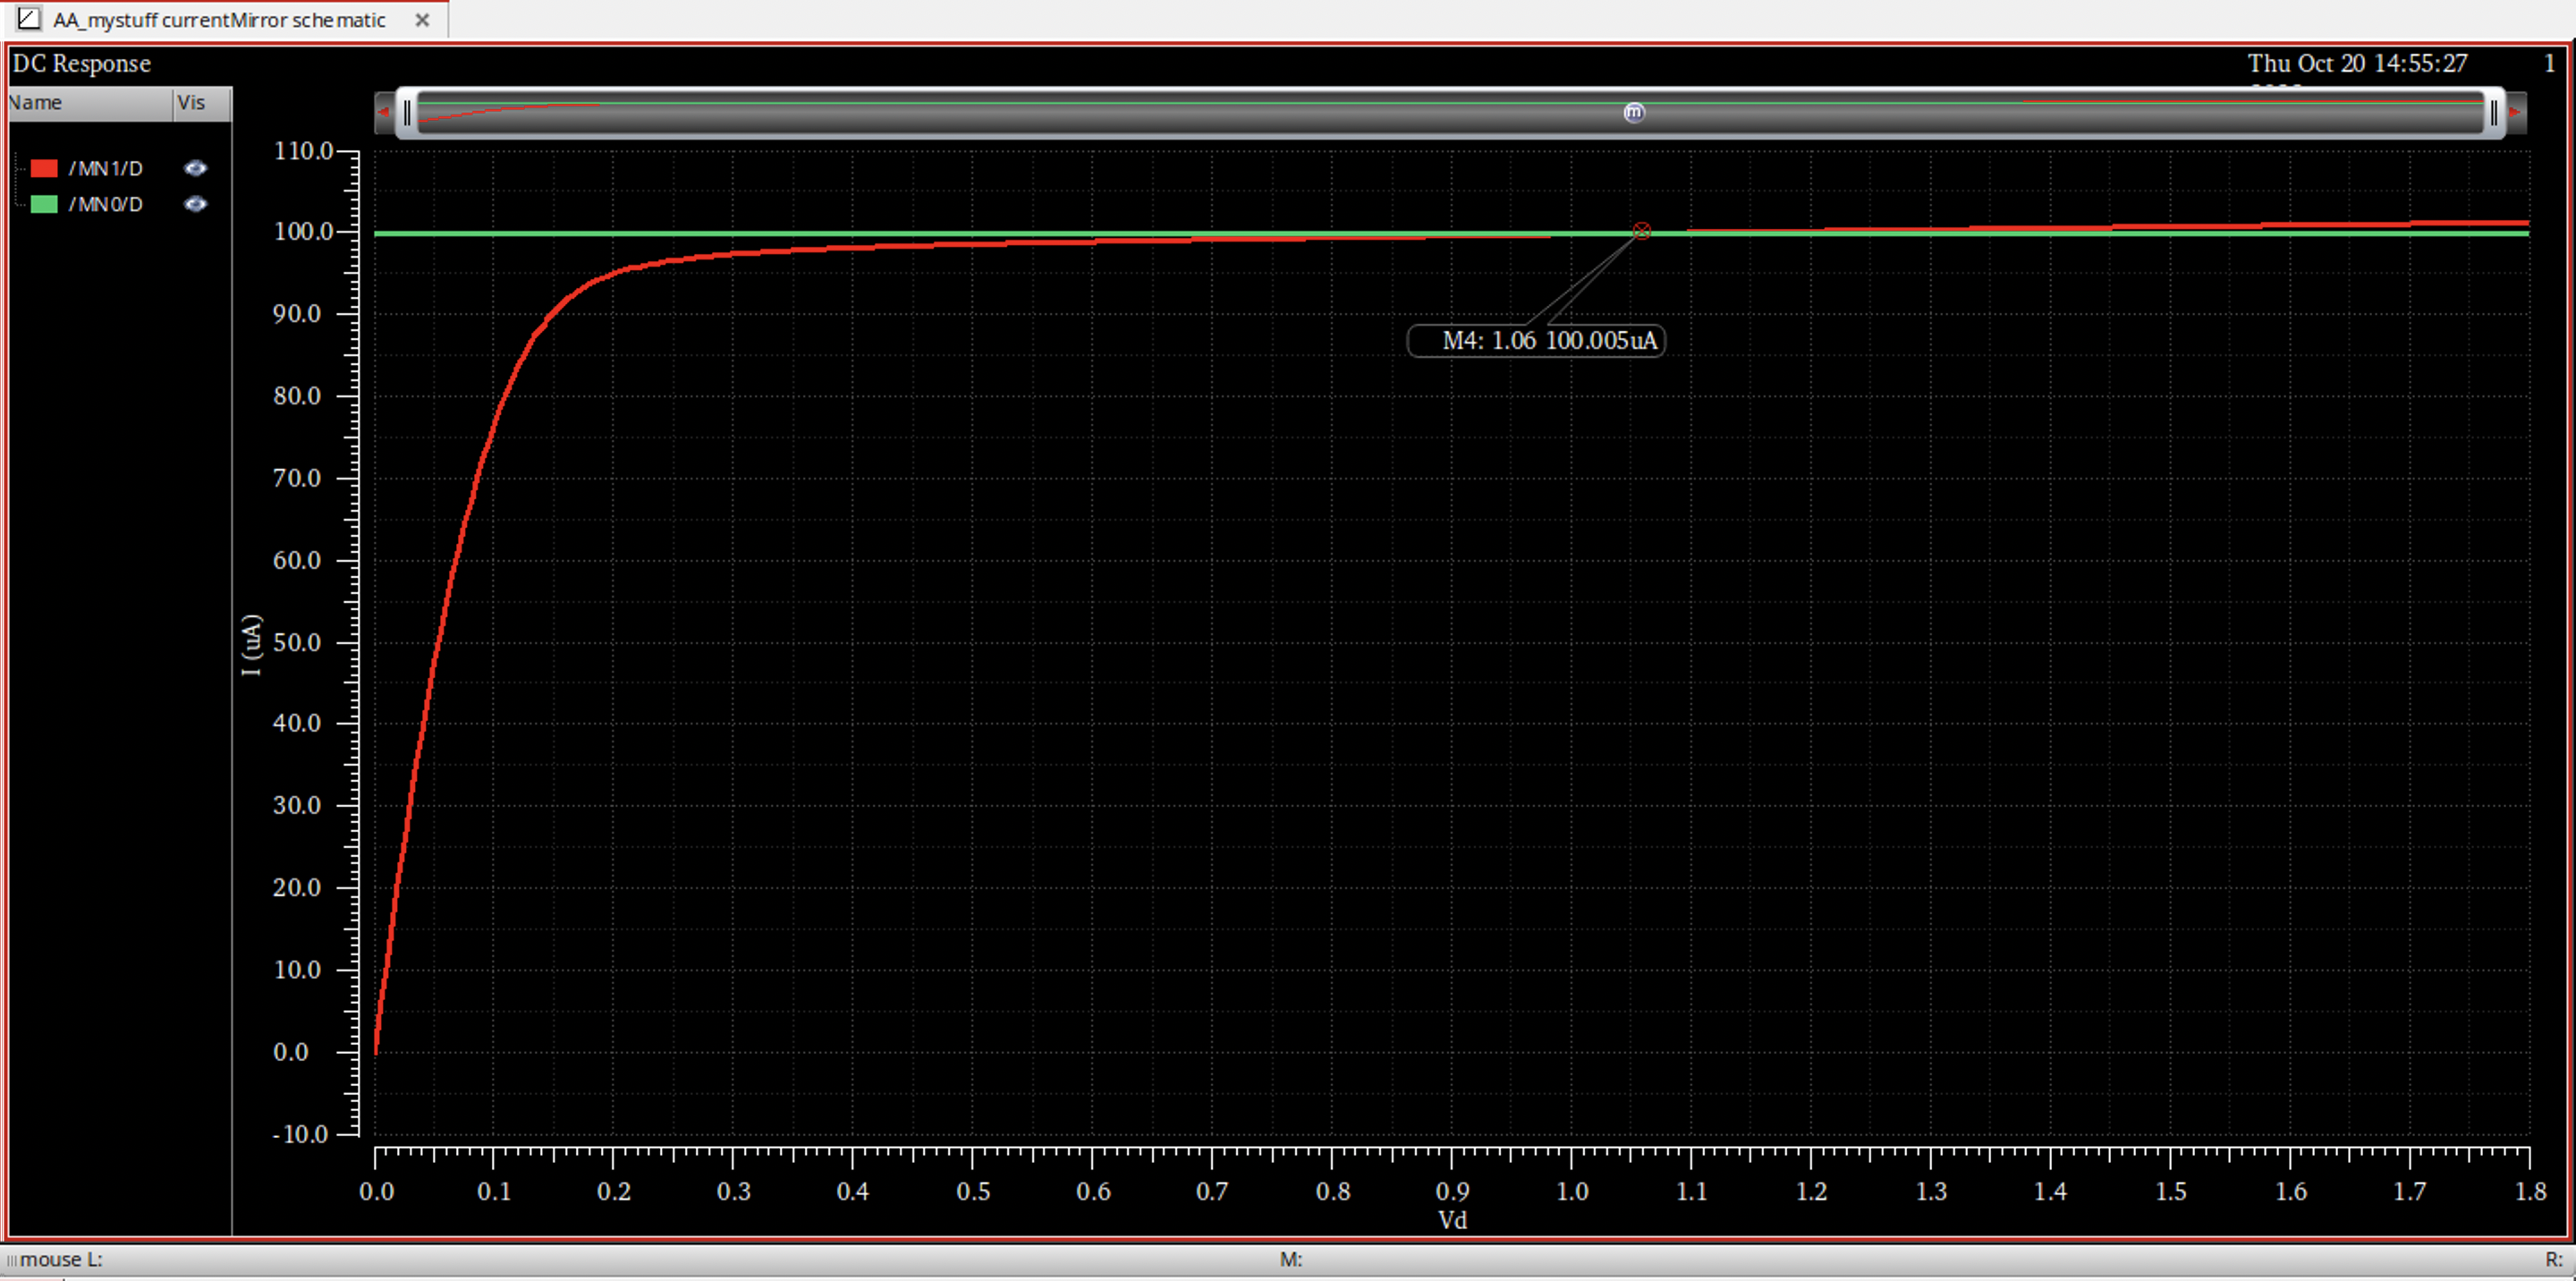 AA_mystuff currentMirror schematic
DC Response
Thu Oct 20 14:55:27
1
Name Vis
/MN1/D
/MN0/D
m
110.0
100.0
90.0
80.0
70.0
60.0
50.0
40.0
30.0
20.0
10.0
0.0
-10.0
I (uA)
M4: 1.06 100.005uA
0.0 0.1 0.2 0.3 0.4 0.5 0.6 0.7 0.8 0.9 1.0 1.1 1.2 1.3 1.4 1.5 1.6 1.7 1.8
Vd
mouse L: M: R: